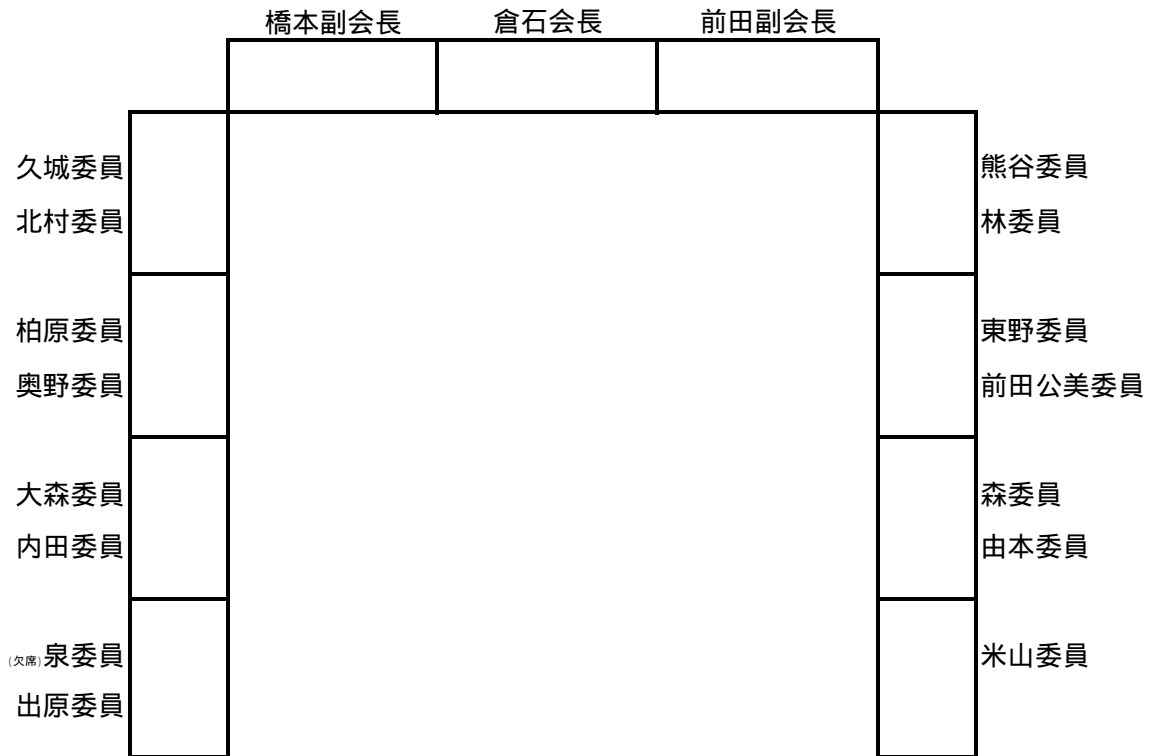 橋本副会長 倉石会長 前田副会長
久城委員 熊谷委員
北村委員 林委員
柏原委員 東野委員
奥野委員 前田公美委員
大森委員 森委員
内田委員 由本委員
(欠席)泉委員 米山委員
出原委員